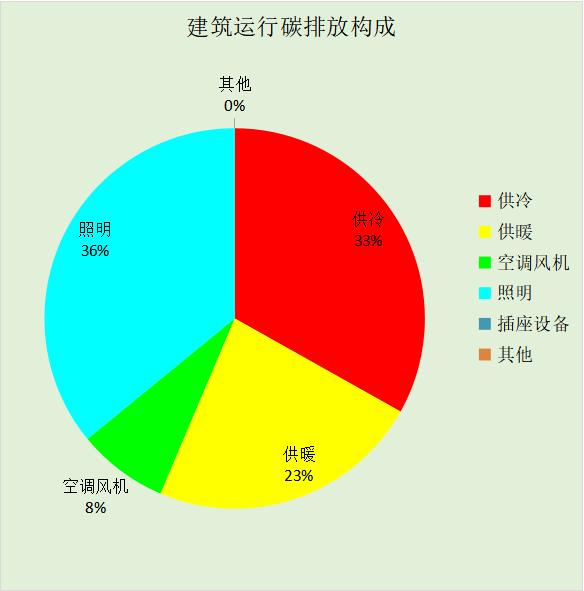 建筑运行碳排放构成
其他
0%
供冷
33%
照明
36%
供暖
23%
空调风机
8%
供冷
供暖
空调风机
照明
插座设备
其他